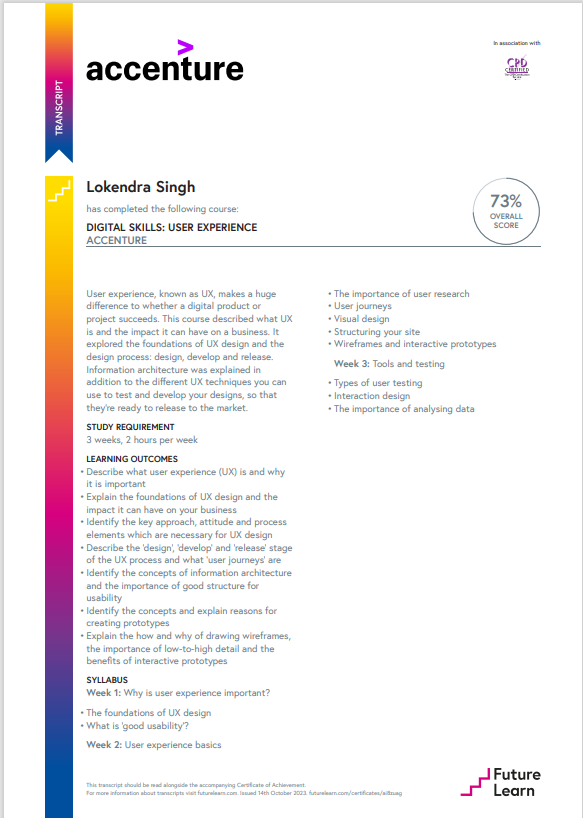 TRANSCRIPT
accenture
In association with
CPD
CERTIFIED
Lokendra Singh
has completed the following course:
DIGITAL SKILLS: USER EXPERIENCE
ACCENTURE
73%
OVERALL
SCORE
User experience, known as UX, makes a huge
difference to whether a digital product or
project succeeds. This course described what UX
is and the impact it can have on a business. It
explored the foundations of UX design and the
design process: design, develop and release.
Information architecture was explained in
addition to the different UX techniques you can
use to test and develop your designs, so that
they're ready to release to the market.
STUDY REQUIREMENT
3 weeks, 2 hours per week
LEARNING OUTCOMES
• Describe what user experience (UX) is and why
it is important
• Explain the foundations of UX design and the
impact it can have on your business
• Identify the key approach, attitude and process
elements which are necessary for UX design
• Describe the 'design', 'develop' and 'release' stage
of the UX process and what 'user journeys' are
• Identify the concepts of information architecture
and the importance of good structure for
usability
• Identify the concepts and explain reasons for
creating prototypes
• Explain the how and why of drawing wireframes,
the importance of low-to-high detail and the
benefits of interactive prototypes
SYLLABUS
Week 1: Why is user experience important?
• The foundations of UX design
• What is 'good usability'?
Week 2: User experience basics
• The importance of user research
• User journeys
• Visual design
• Structuring your site
• Wireframes and interactive prototypes
Week 3: Tools and testing
• Types of user testing
• Interaction design
• The importance of analysing data
This transcript should be read alongside the accompanying Certificate of Achievement.
For more information about transcripts visit futurelearn.com. Issued 14th October 2023. futurelearn.com/certificates/
Future
Learn